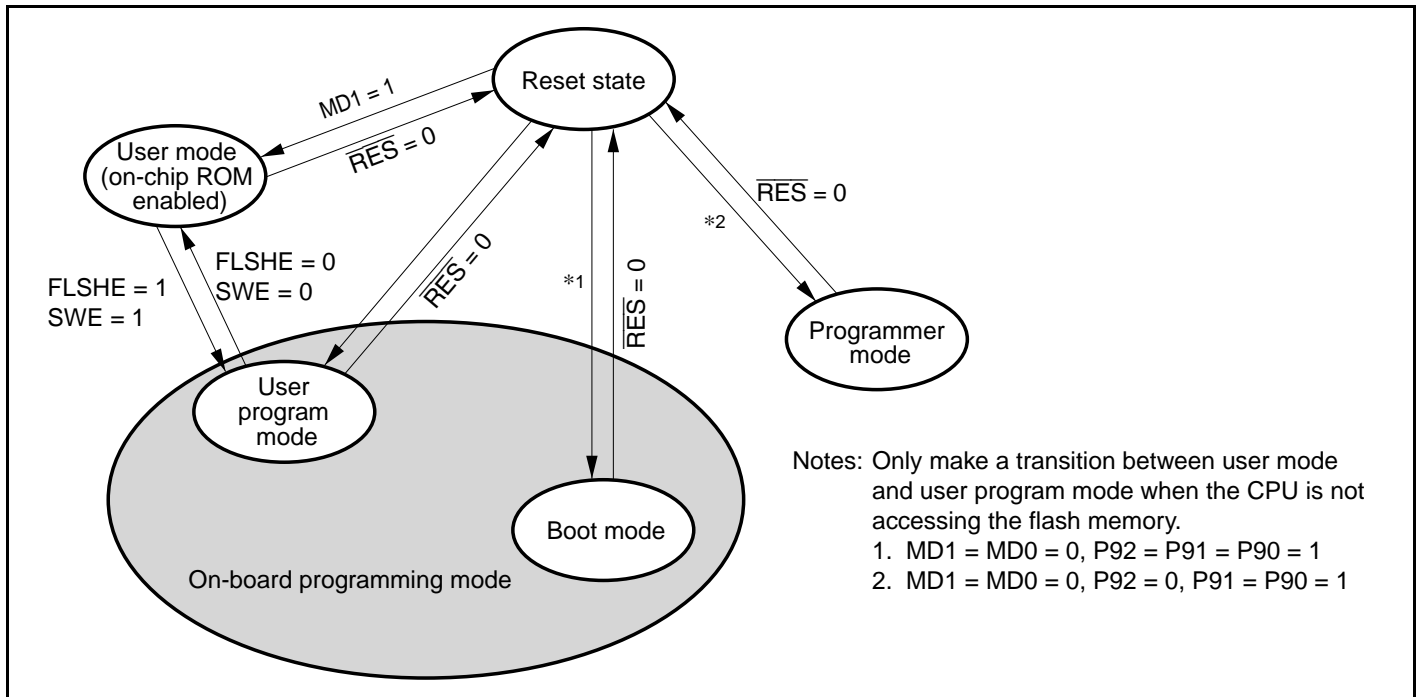 Reset state
MD1 = 1
RES = 0
User mode
(on-chip ROM
enabled)
FLSHE = 1
SWE = 1
FLSHE = 0
SWE = 0
RES = 0
*1
RES = 0
*2
RES = 0
Programmer
mode
User
program
mode
Boot mode
On-board programming mode
Notes: Only make a transition between user mode
and user program mode when the CPU is not
accessing the flash memory.
1. MD1 = MD0 = 0, P92 = P91 = P90 = 1
2. MD1 = MD0 = 0, P92 = 0, P91 = P90 = 1